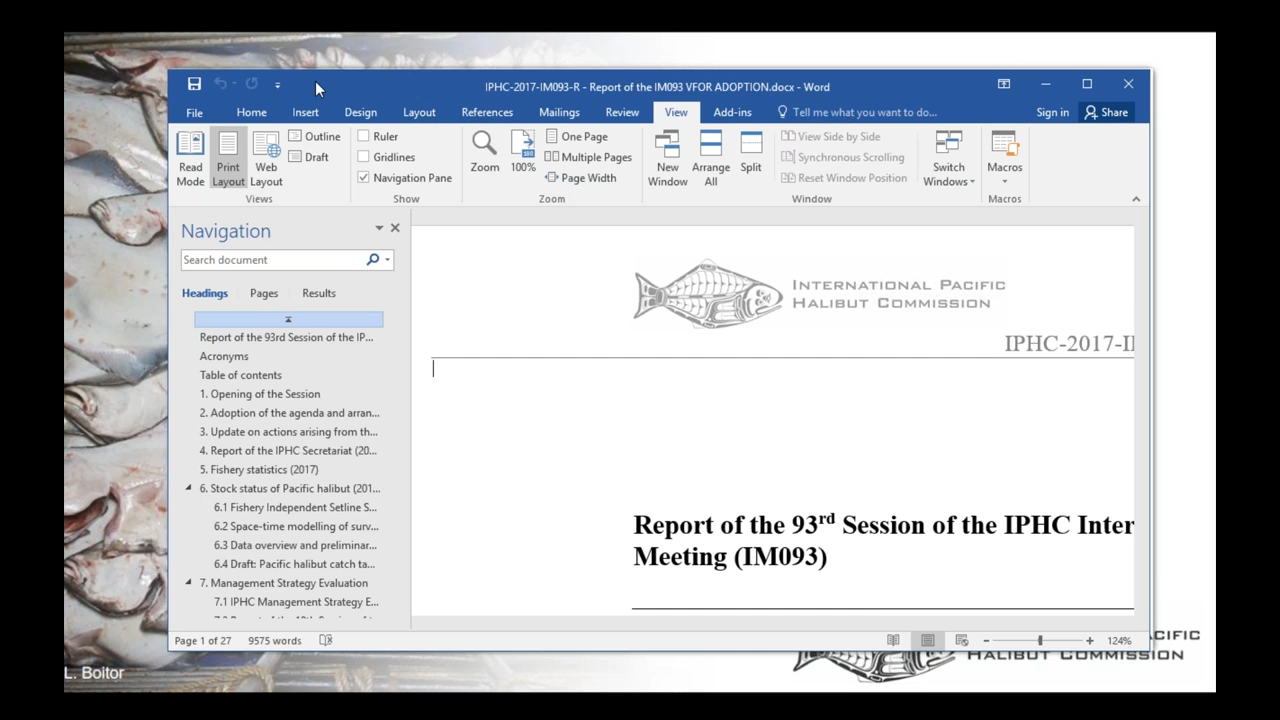 IPHC-2017-IM093-R - Report of the IM093 VFOR ADOPTION.docx - Word
File Home Insert Design Layout References Mailings Review View Add-ins Tell me what you want to do... Sign in Share
Read Mode
Print Layout
Web Layout
Outline
Draft
Views
Ruler
Gridlines
Navigation Pane
Show
Zoom
100%
One Page
Multiple Pages
Page Width
Zoom
New Window
Arrange All
Split
View Side by Side
Synchronous Scrolling
Reset Window Position
Switch Windows
Window
Macros
Macros
Navigation
Search document
Headings Pages Results
Report of the 93rd Session of the IP...
Acronyms
Table of contents
1. Opening of the Session
2. Adoption of the agenda and arran...
3. Update on actions arising from th...
4. Report of the IPHC Secretariat (20...
5. Fishery statistics (2017)
6. Stock status of Pacific halibut (201...
6.1 Fishery Independent Setline S...
6.2 Space-time modelling of surv...
6.3 Data overview and preliminar...
6.4 Draft: Pacific halibut catch ta...
7. Management Strategy Evaluation
7.1 IPHC Management Strategy E...
INTERNATIONAL PACIFIC
HALIBUT COMMISSION
IPHC-2017-I
Report of the 93rd Session of the IPHC Inter
Meeting (IM093)
Page 1 of 27 9575 words 124%
L. Boitor
CIFIC
HALIBUT COMMISSION